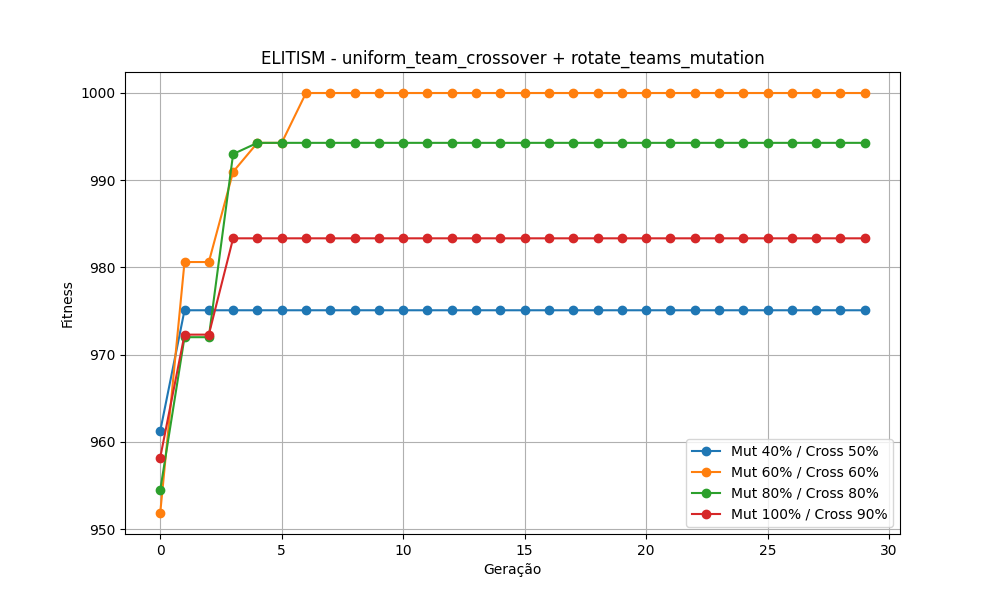 ELITISM - uniform_team_crossover + rotate_teams_mutation
1000
990
980
970
960
950
Fitness
0 5 10 15 20 25 30
Geração
Mut 40% / Cross 50%
Mut 60% / Cross 60%
Mut 80% / Cross 80%
Mut 100% / Cross 90%